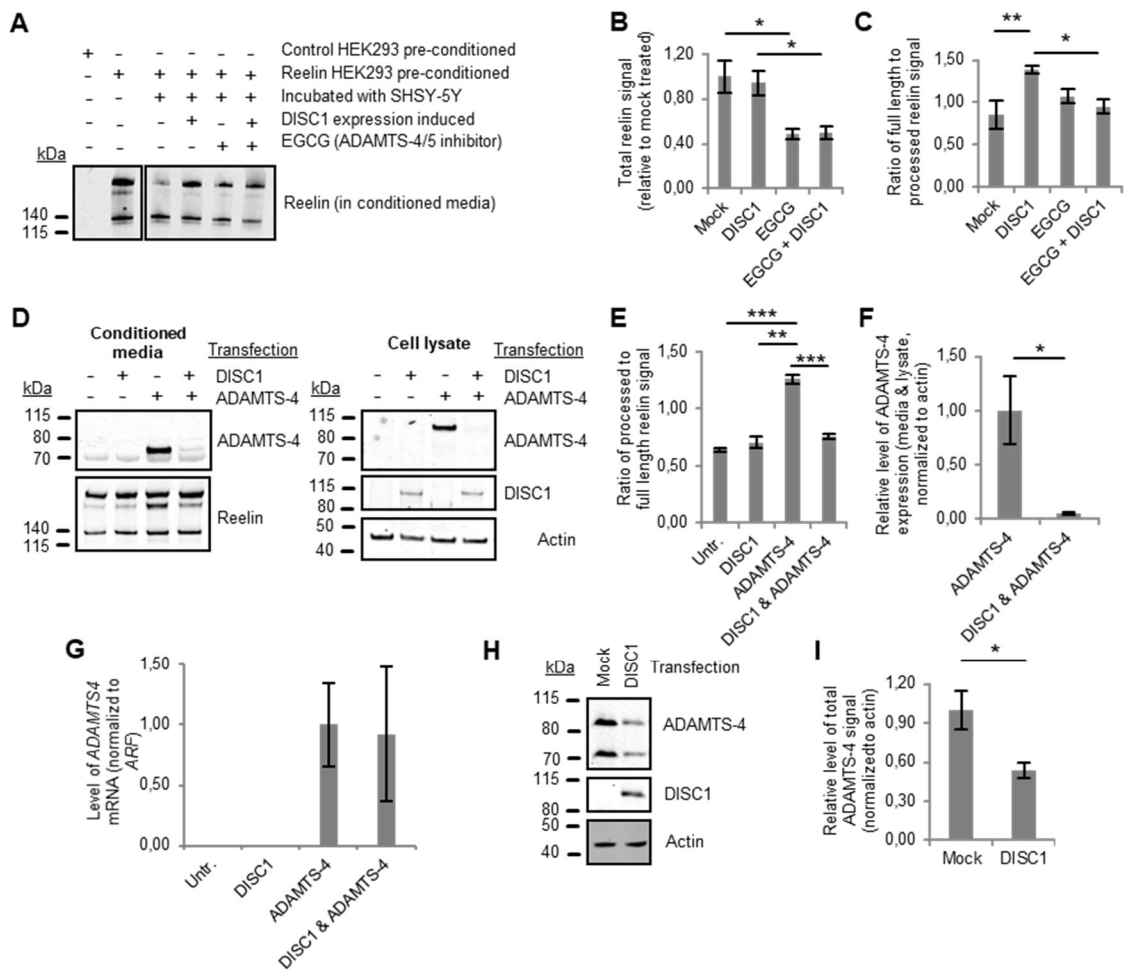 A
+ - - - - - Control HEK293 pre-conditioned
- + + + + + Reelin HEK293 pre-conditioned
- - + + + + Incubated with SHSY-5Y
- - - + - + DISC1 expression induced
- - - - + + EGCG (ADAMTS-4/5 inhibitor)
kDa
140
115
Reelin (in conditioned media)
B
Total reelin signal
(relative to mock treated)
1,20
0,80
0,40
0,00
*
*
Mock
DISC1
EGCG
EGCG + DISC1
C
Ratio of full length to
processed reelin signal
1,50
1,00
0,50
0,00
**
*
Mock
DISC1
EGCG
EGCG + DISC1
D
Conditioned
media
Transfection
- + - + DISC1
- - + + ADAMTS-4
kDa
115
80
70
ADAMTS-4
140
115
Reelin
Cell lysate
Transfection
- + - + DISC1
- - + + ADAMTS-4
kDa
115
80
70
ADAMTS-4
115
80
DISC1
50
40
Actin
E
Ratio of processed to
full length reelin signal
1,50
1,00
0,50
0,00
***
**
***
Untr.
DISC1
ADAMTS-4
DISC1 & ADAMTS-4
F
Relative level of ADAMTS-4
expression (media & lysate,
normalized to actin)
1,50
1,00
0,50
0,00
*
ADAMTS-4
DISC1 & ADAMTS-4
G
Level of ADAMTS4
mRNA (normalizd to
ARF)
1,50
1,00
0,50
0,00
Untr.
DISC1
ADAMTS-4
DISC1 & ADAMTS-4
H
kDa
Mock
DISC1
Transfection
115
80
70
ADAMTS-4
115
80
DISC1
50
40
Actin
I
Relative level of total
ADAMTS-4 signal
(normalizedto actin)
1,20
0,90
0,60
0,30
0,00
*
Mock
DISC1